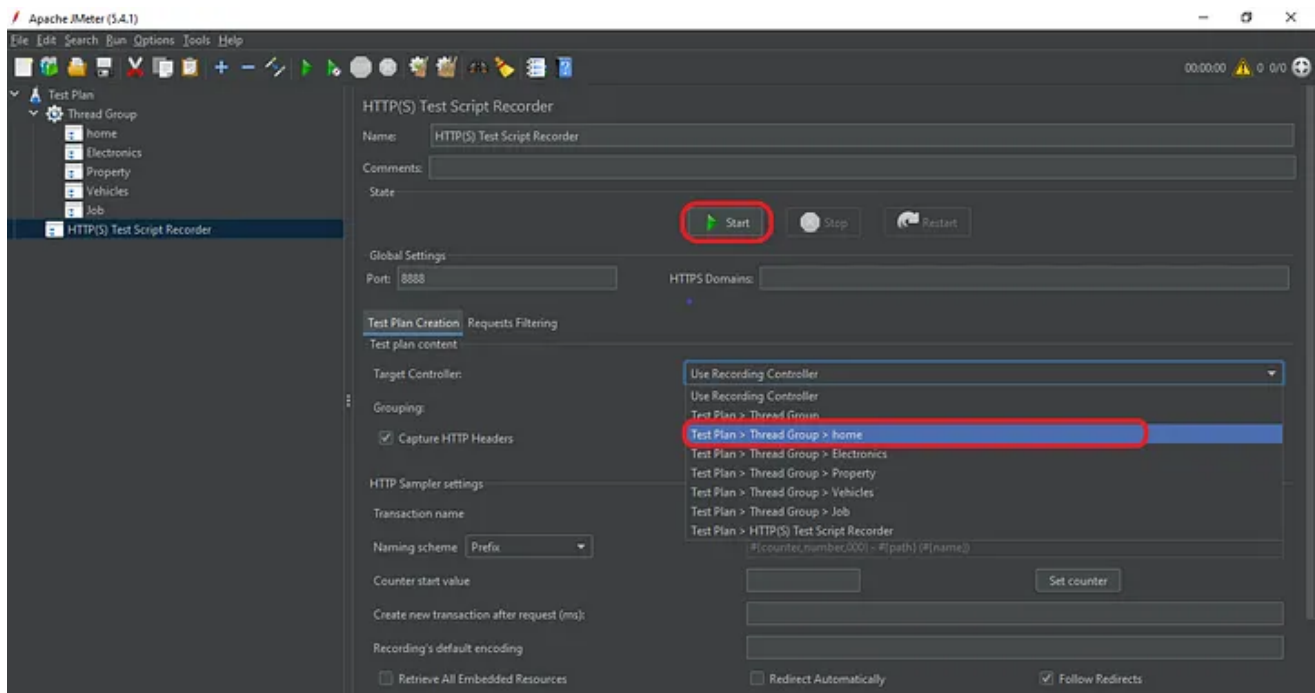 Apache JMeter (5.4.1)
File Edit Search Run Options Tools Help
00:00:00 0 0/0
Test Plan
Thread Group
home
Electronics
Property
Vehicles
Job
HTTP(S) Test Script Recorder
HTTP(S) Test Script Recorder
Name: HTTP(S) Test Script Recorder
Comments:
State
Start Stop Restart
Global Settings
Port: 8888 HTTPS Domains:
Test Plan Creation Requests Filtering
Test plan content
Target Controller: Use Recording Controller
Use Recording Controller
Grouping:
Test Plan > Thread Group
Test Plan > Thread Group > home
Capture HTTP Headers
Test Plan > Thread Group > Electronics
Test Plan > Thread Group > Property
HTTP Sampler settings
Test Plan > Thread Group > Vehicles
Transaction name
Test Plan > Thread Group > Job
Test Plan > HTTP(S) Test Script Recorder
Naming scheme Prefix #{counter,number,000} - #{path} (#{name})
Counter start value Set counter
Create new transaction after request (ms):
Recording's default encoding
Retrieve All Embedded Resources Redirect Automatically Follow Redirects